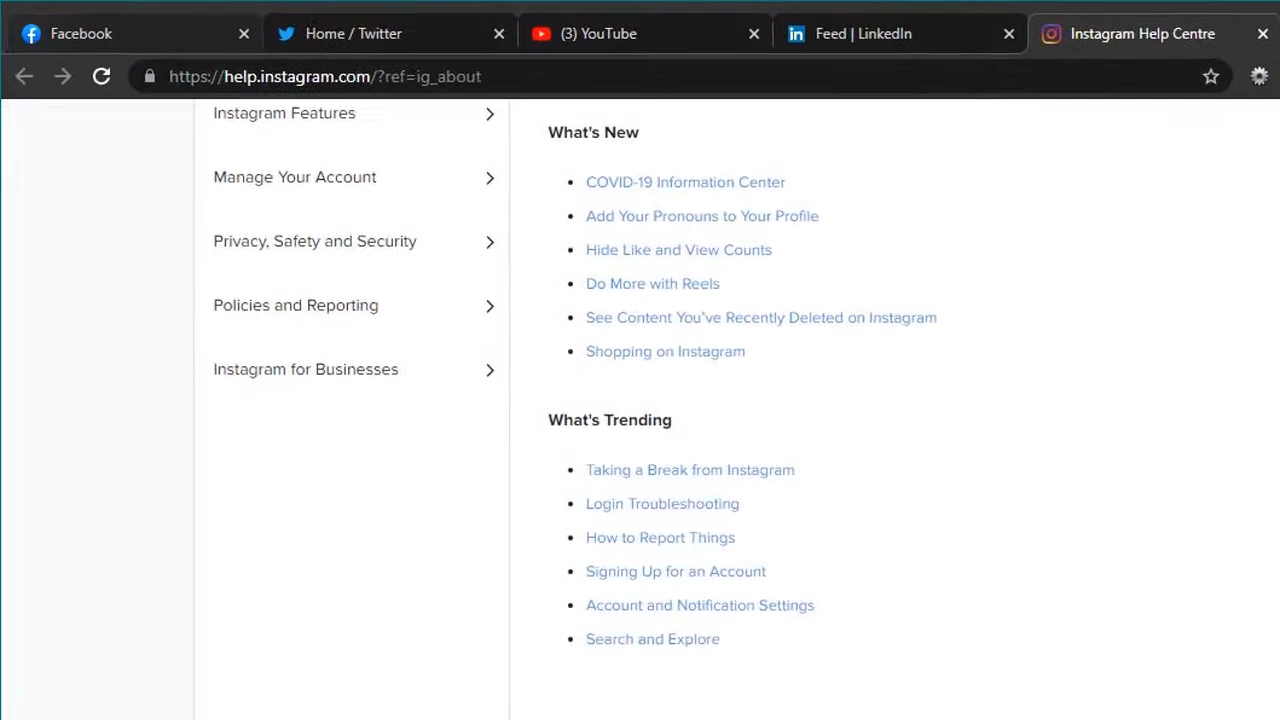 Facebook
Home / Twitter
(3) YouTube
Feed | LinkedIn
Instagram Help Centre
https://help.instagram.com/?ref=ig_about
Instagram Features
Manage Your Account
Privacy, Safety and Security
Policies and Reporting
Instagram for Businesses
What's New
COVID-19 Information Center
Add Your Pronouns to Your Profile
Hide Like and View Counts
Do More with Reels
See Content You've Recently Deleted on Instagram
Shopping on Instagram
What's Trending
Taking a Break from Instagram
Login Troubleshooting
How to Report Things
Signing Up for an Account
Account and Notification Settings
Search and Explore